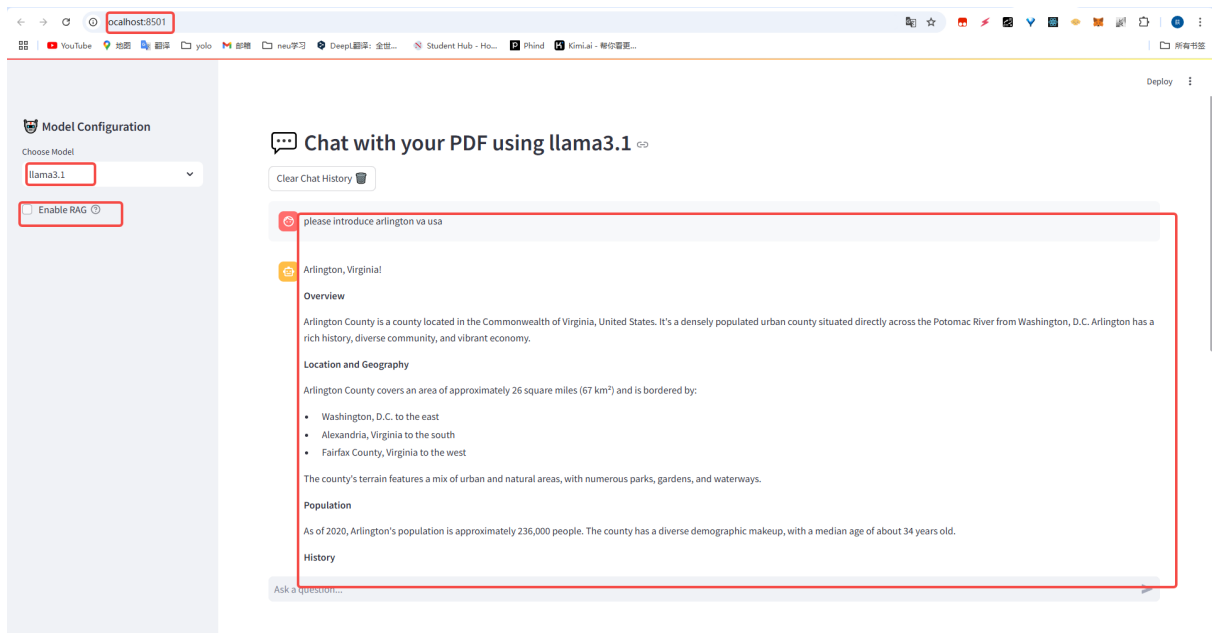 ocalhost:8501
YouTube 地图 翻译 yolo 邮箱 neu学习 DeepL翻译：全世... Student Hub - Ho... Phind Kimi.ai - 帮你看更... 所有书签
Deploy
Model Configuration
Choose Model
llama3.1
Enable RAG
Chat with your PDF using llama3.1
Clear Chat History
please introduce arlington va usa
Arlington, Virginia!
Overview
Arlington County is a county located in the Commonwealth of Virginia, United States. It's a densely populated urban county situated directly across the Potomac River from Washington, D.C. Arlington has a
rich history, diverse community, and vibrant economy.
Location and Geography
Arlington County covers an area of approximately 26 square miles (67 km²) and is bordered by:
• Washington, D.C. to the east
• Alexandria, Virginia to the south
• Fairfax County, Virginia to the west
The county's terrain features a mix of urban and natural areas, with numerous parks, gardens, and waterways.
Population
As of 2020, Arlington's population is approximately 236,000 people. The county has a diverse demographic makeup, with a median age of about 34 years old.
History
Ask a question...